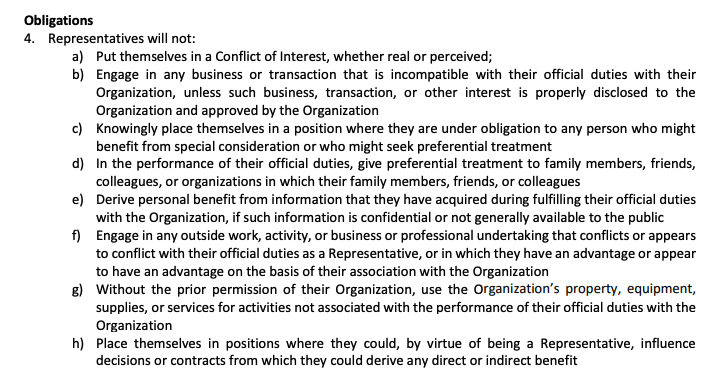 Obligations
4. Representatives will not:
a) Put themselves in a Conflict of Interest, whether real or perceived;
b) Engage in any business or transaction that is incompatible with their official duties with their
Organization, unless such business, transaction, or other interest is properly disclosed to the
Organization and approved by the Organization
c) Knowingly place themselves in a position where they are under obligation to any person who might
benefit from special consideration or who might seek preferential treatment
d) In the performance of their official duties, give preferential treatment to family members, friends,
colleagues, or organizations in which their family members, friends, or colleagues
e) Derive personal benefit from information that they have acquired during fulfilling their official duties
with the Organization, if such information is confidential or not generally available to the public
f) Engage in any outside work, activity, or business or professional undertaking that conflicts or appears
to conflict with their official duties as a Representative, or in which they have an advantage or appear
to have an advantage on the basis of their association with the Organization
g) Without the prior permission of their Organization, use the Organization's property, equipment,
supplies, or services for activities not associated with the performance of their official duties with the
Organization
h) Place themselves in positions where they could, by virtue of being a Representative, influence
decisions or contracts from which they could derive any direct or indirect benefit